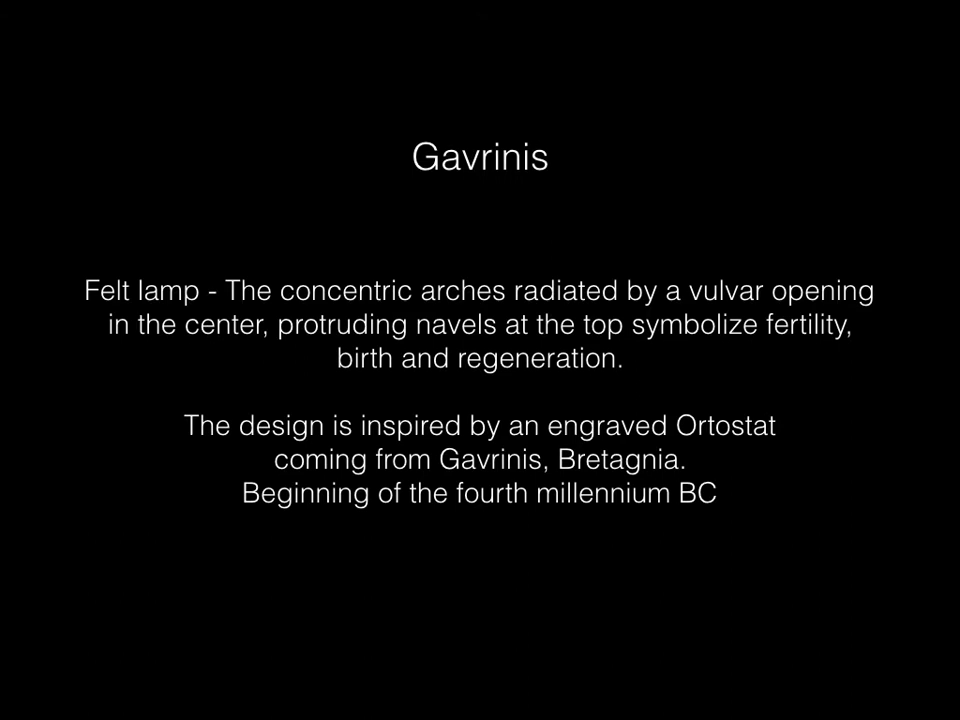 Gavrinis
Felt lamp - The concentric arches radiated by a vulvar opening
in the center, protruding navels at the top symbolize fertility,
birth and regeneration.
The design is inspired by an engraved Ortostat
coming from Gavrinis, Bretagnia.
Beginning of the fourth millennium BC